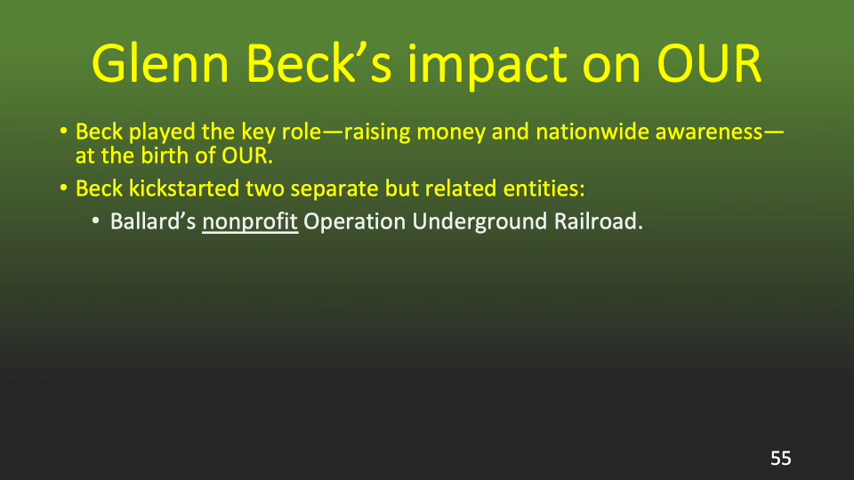 Glenn Beck’s impact on OUR
• Beck played the key role—raising money and nationwide awareness—
at the birth of OUR.
• Beck kickstarted two separate but related entities:
• Ballard’s nonprofit Operation Underground Railroad.
55